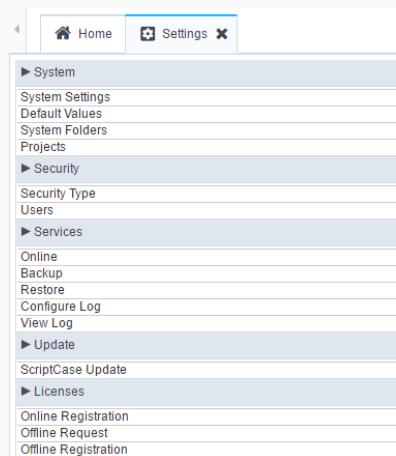 Home Settings
System
System Settings
Default Values
System Folders
Projects
Security
Security Type
Users
Services
Online
Backup
Restore
Configure Log
View Log
Update
ScriptCase Update
Licenses
Online Registration
Offline Request
Offline Registration